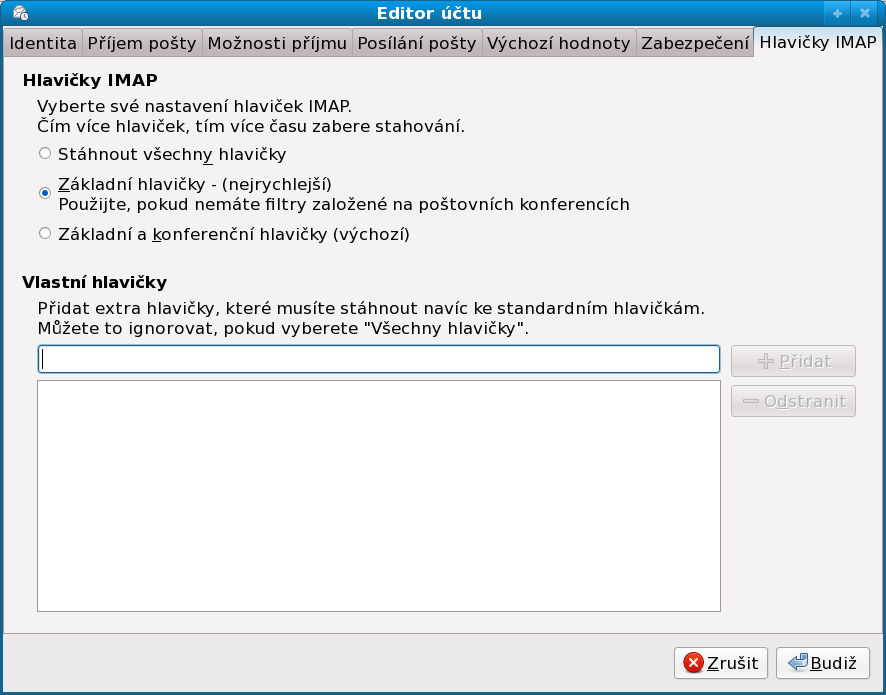 Editor účtu
Identita Příjem pošty Možnosti příjmu Posílání pošty Výchozí hodnoty Zabezpečení Hlavičky IMAP
Hlavičky IMAP
Vyberte své nastavení hlaviček IMAP.
Čím více hlaviček, tím více času zabere stahování.
Stáhnout všechny hlavičky
Základní hlavičky - (nejrychlejší)
Použijte, pokud nemáte filtry založené na poštovních konferencích
Základní a konferenční hlavičky (výchozí)
Vlastní hlavičky
Přidat extra hlavičky, které musíte stáhnout navíc ke standardním hlavičkám.
Můžete to ignorovat, pokud vyberete "Všechny hlavičky".
Přidat
Odstranit
Zrušit Budiž